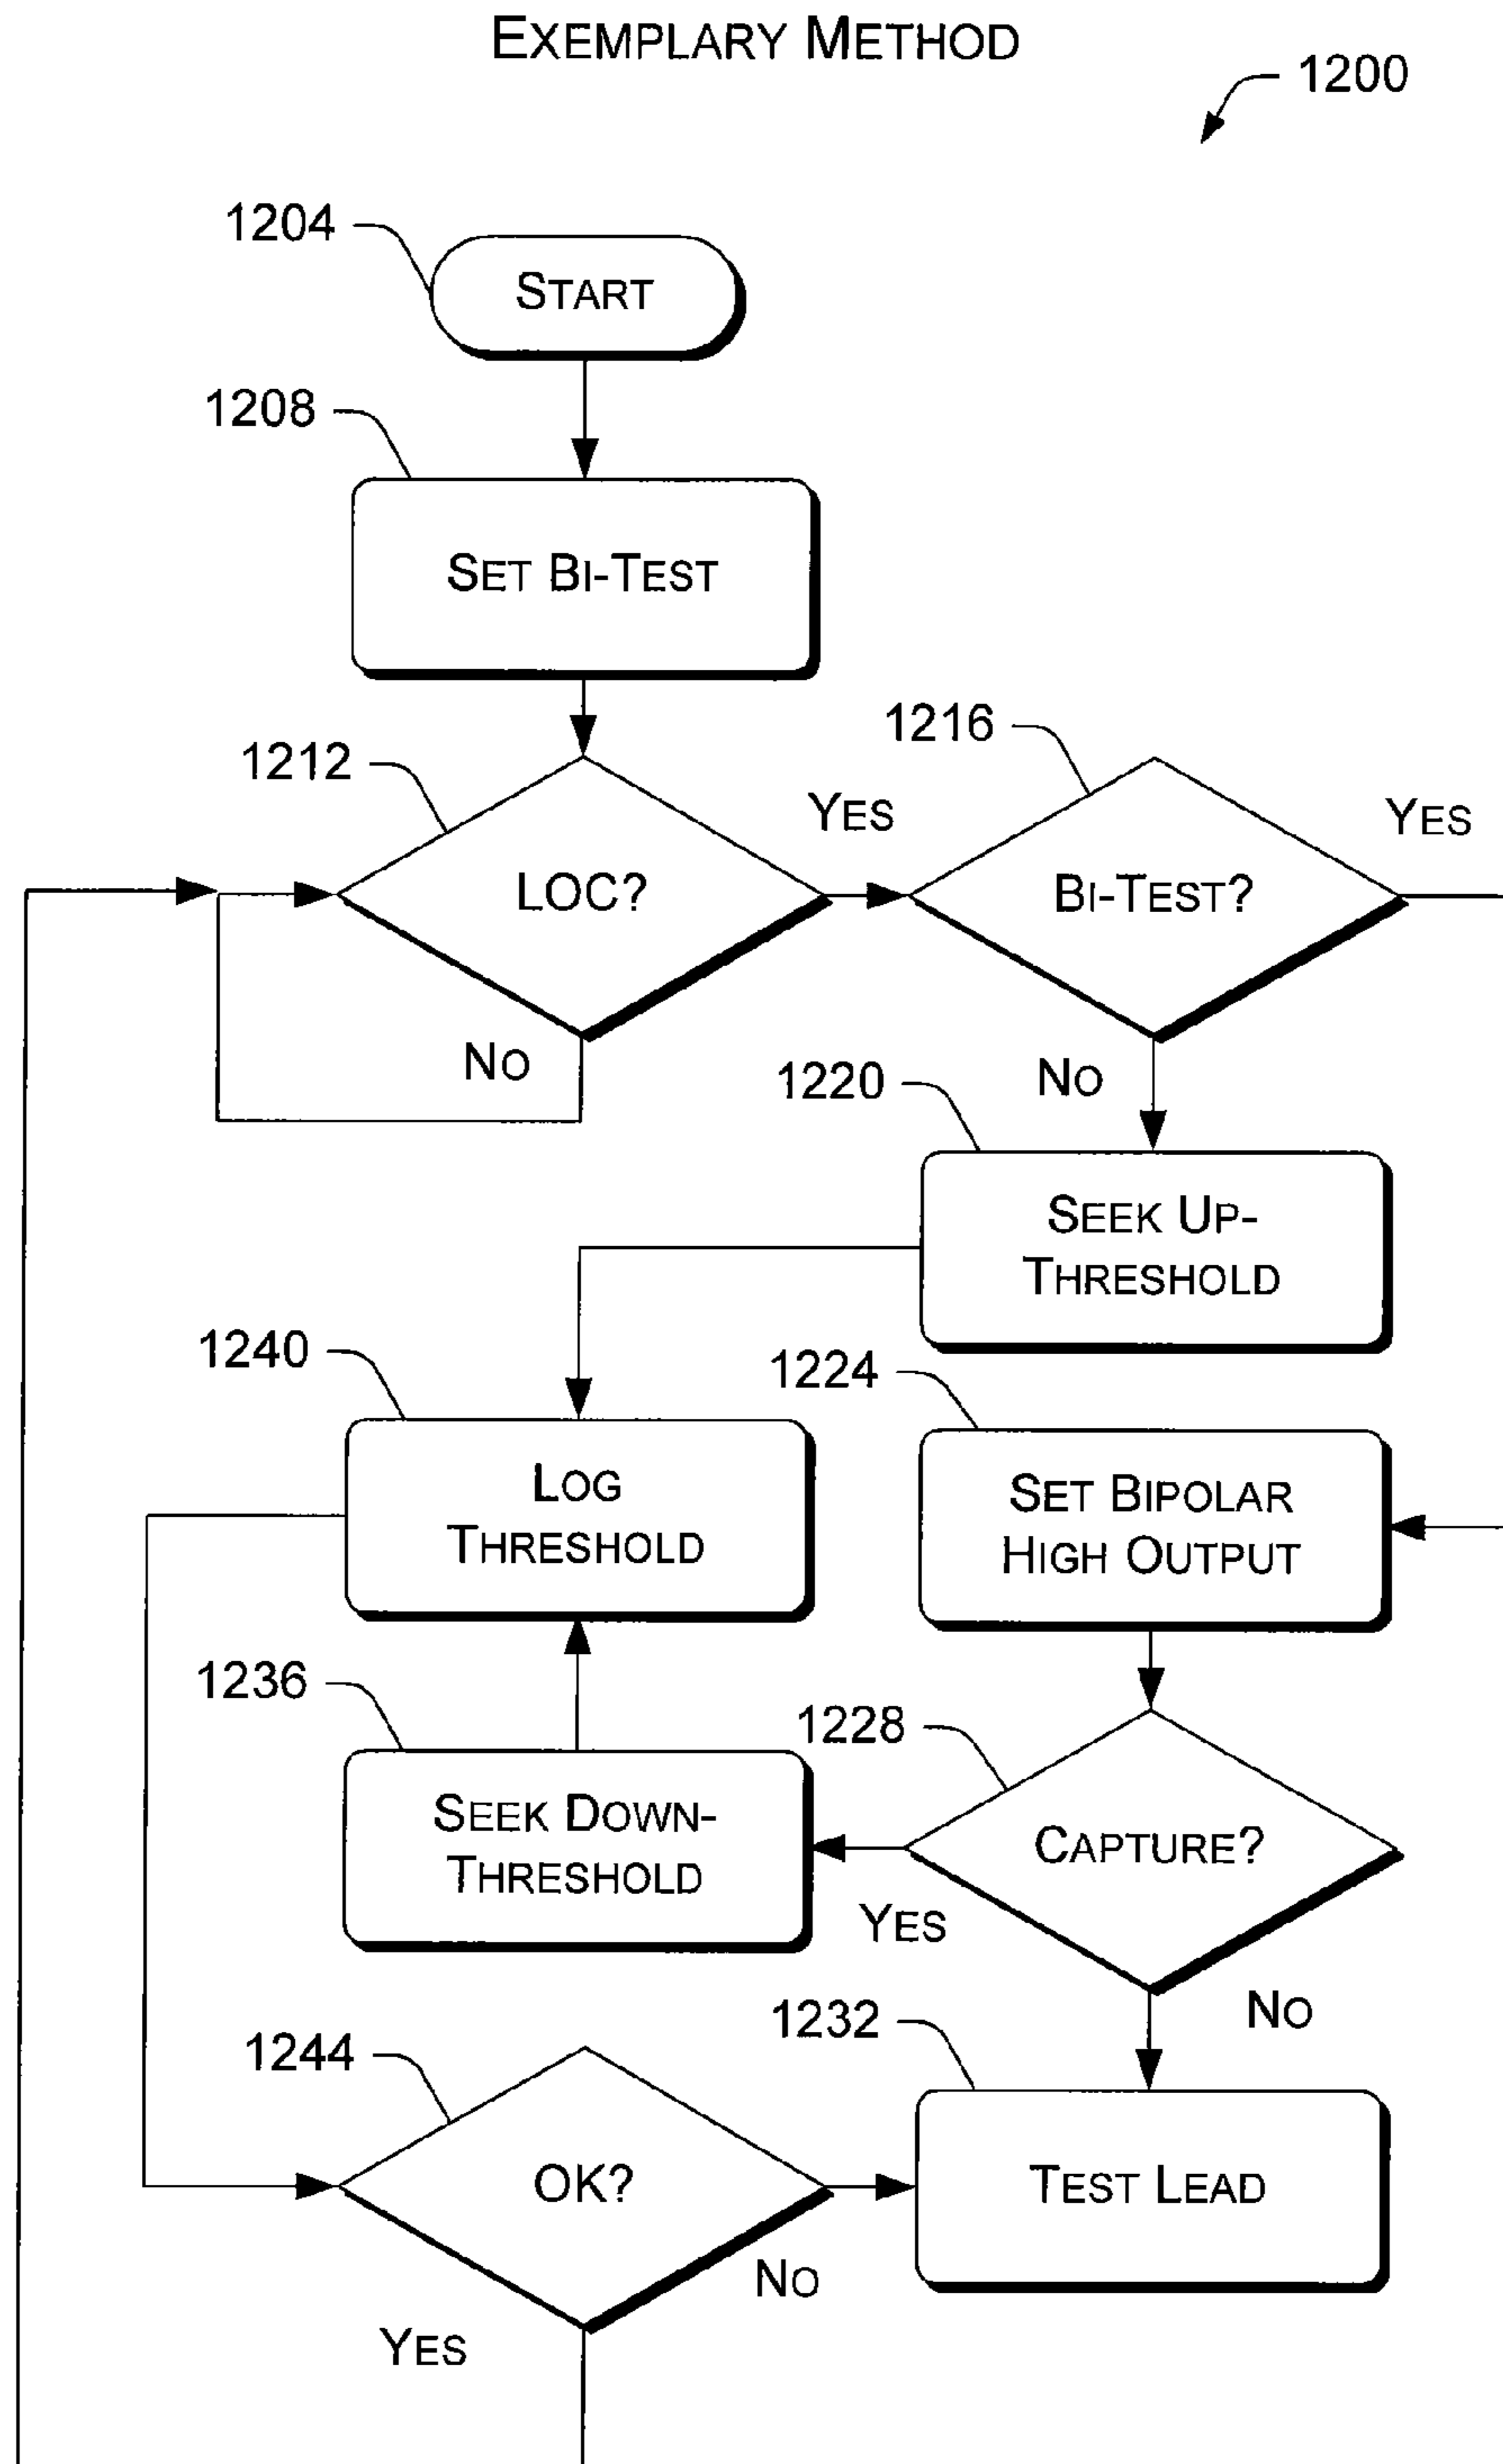 EXEMPLARY METHOD
1200
1204
START
1208
SET BI-TEST
1212
LOC?
YES
1216
BI-TEST?
YES
NO
NO
1220
SEEK UP-
THRESHOLD
1240
LOG
THRESHOLD
1224
SET BIPOLAR
HIGH OUTPUT
1236
SEEK DOWN-
THRESHOLD
1228
CAPTURE?
YES
NO
1244
OK?
1232
TEST LEAD
NO
YES